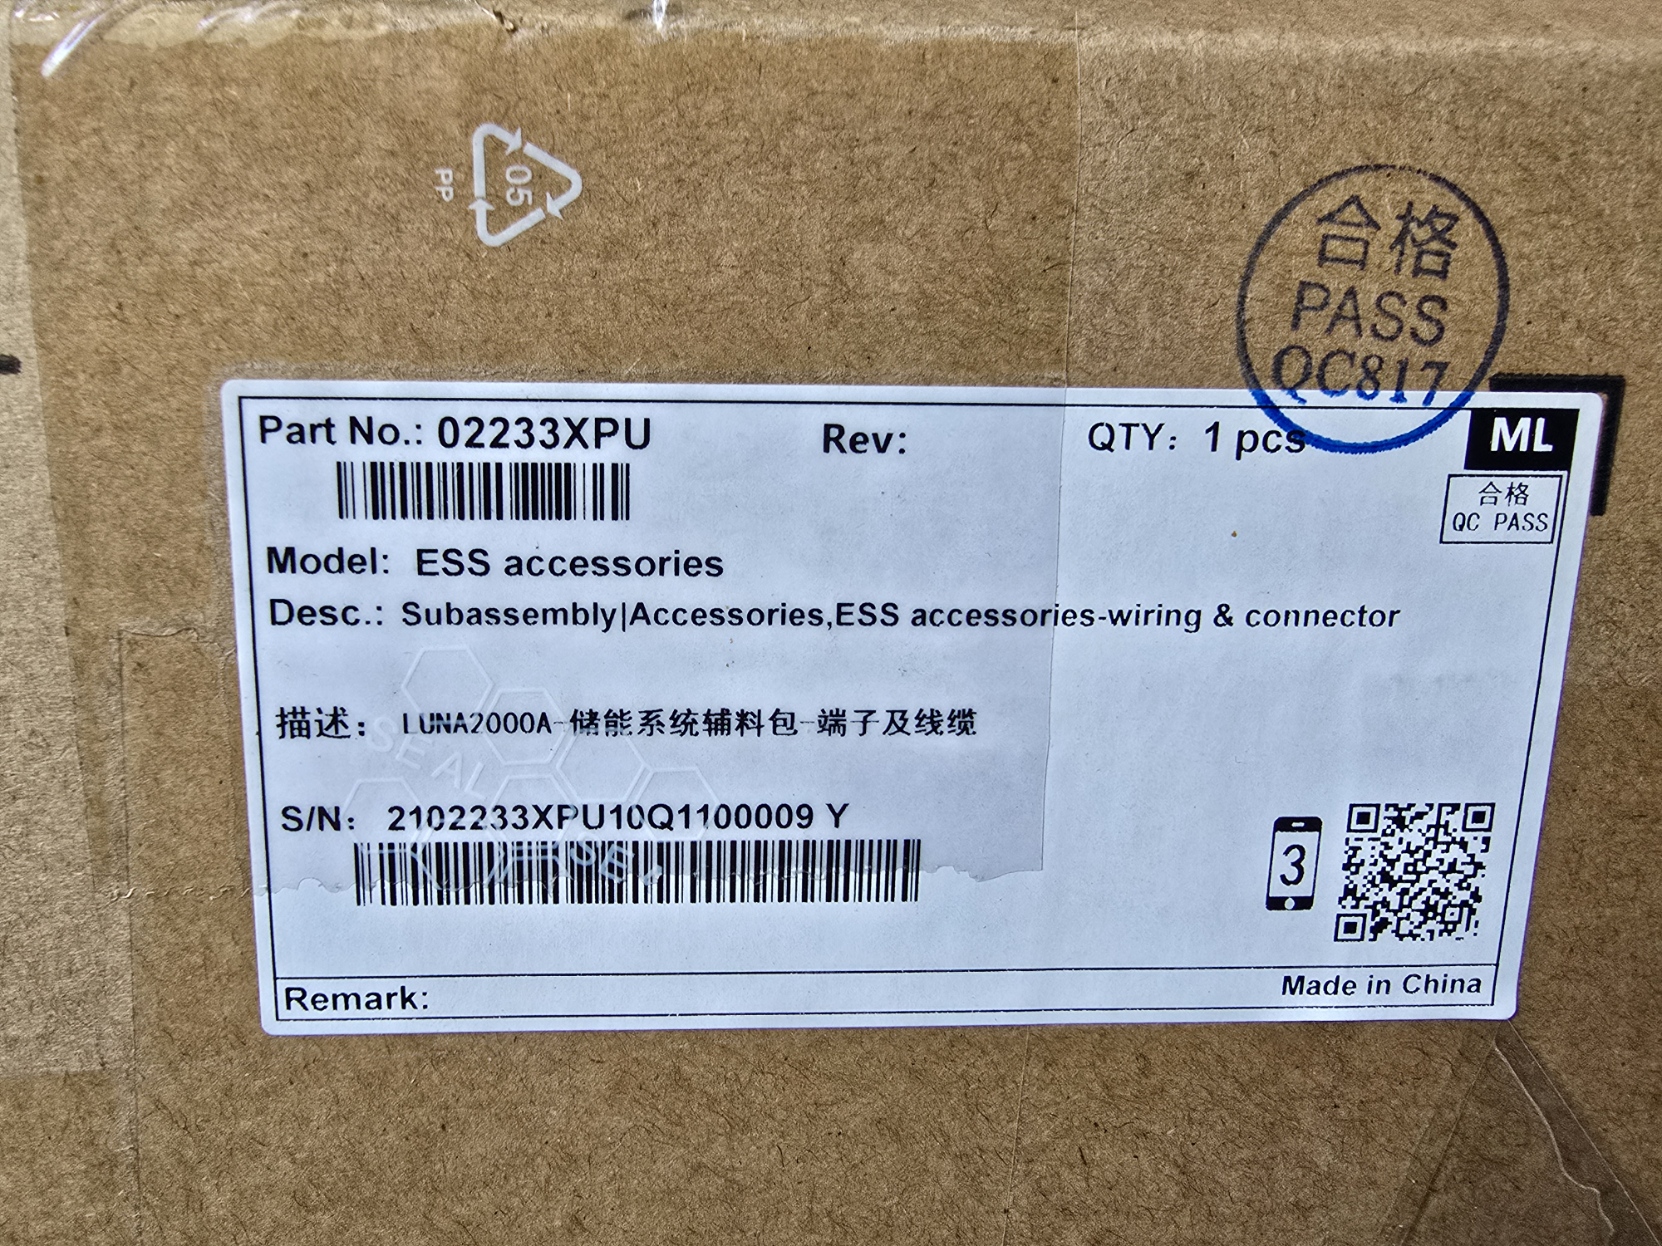 05
PP
合格
PASS
QC817
Part No.: 02233XPU
Rev:
QTY: 1 pcs
ML
合格
QC PASS
Model: ESS accessories
Desc.: Subassembly|Accessories,ESS accessories-wiring & connector
描述: LUNA2000A-储能系统辅料包-端子及线缆
SEAL
S/N: 2102233XPU10Q1100009 Y
SEAL
3
Remark:
Made in China